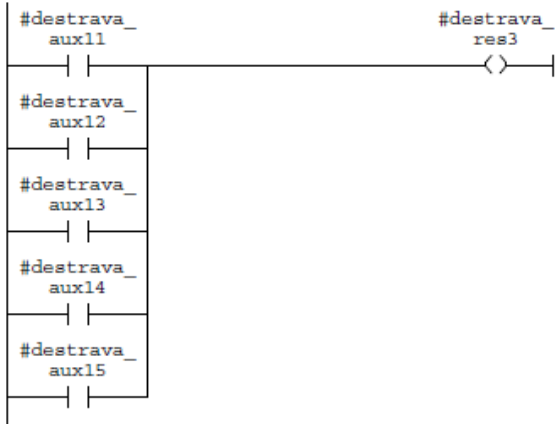 #destrava_
aux11
#destrava_
res3
#destrava_
aux12
#destrava_
aux13
#destrava_
aux14
#destrava_
aux15